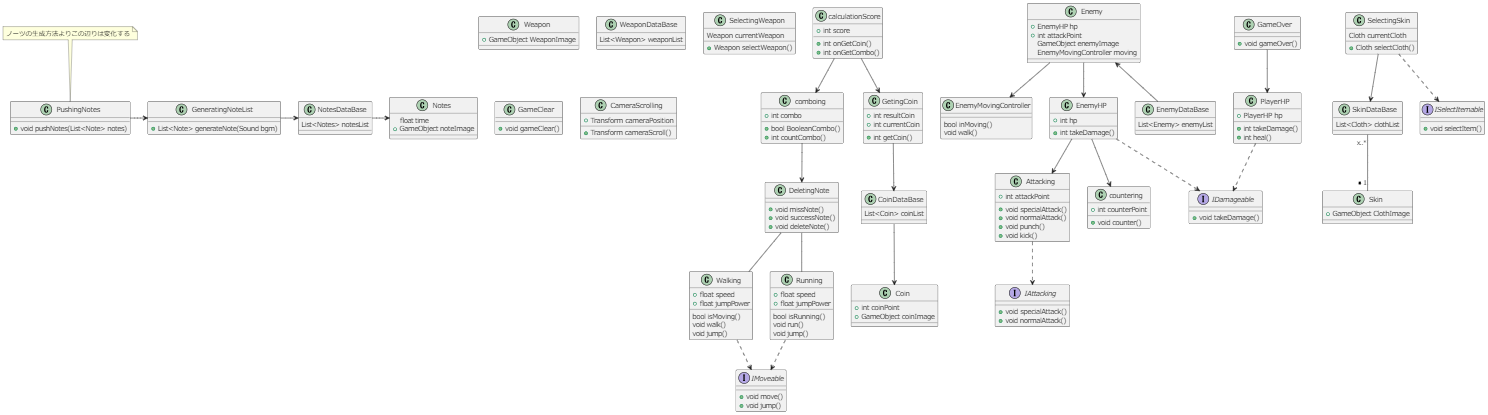 ノーツの生成方法よりこの辺りは変化する
PushingNotes
void pushNotes(List<Note> notes)
GeneratingNoteList
List<Note> generateNote(Sound bgm)
NotesDataBase
List<Notes> notesList
Notes
float time
GameObject noteImage
Weapon
GameObject WeaponImage
WeaponDataBase
List<Weapon> weaponList
SelectingWeapon
Weapon currentWeapon
Weapon selectWeapon()
GameClear
void gameClear()
CameraScrolling
Transform cameraPosition
Transform cameraScroll()
calculationScore
int score
int onGetCoin()
int onGetCombo()
comboing
int combo
bool BooleanCombo()
int countCombo()
GetingCoin
int resultCoin
int currentCoin
int getCoin()
DeletingNote
void missNote()
void successNote()
void deleteNote()
CoinDataBase
List<Coin> coinList
Walking
float speed
float jumpPower
bool isMoving()
void walk()
void jump()
Running
float speed
float jumpPower
bool isRunning()
void run()
void jump()
Coin
int coinPoint
GameObject coinImage
IMoveable
void move()
void jump()
Enemy
EnemyHP hp
int attackPoint
GameObject enemyImage
EnemyMovingController moving
EnemyMovingController
bool inMoving()
void walk()
EnemyHP
int hp
int takeDamage()
EnemyDataBase
List<Enemy> enemyList
Attacking
int attackPoint
void specialAttack()
void normalAttack()
void punch()
void kick()
countering
int counterPoint
void counter()
IAttacking
void specialAttack()
void normalAttack()
GameOver
void gameOver()
PlayerHP
PlayerHP hp
int takeDamage()
int heal()
IDamageable
void takeDamage()
SelectingSkin
Cloth currentCloth
Cloth selectCloth()
SkinDataBase
List<Cloth> clothList
x..*
1
Skin
GameObject ClothImage
ISelectItemable
void selectItem()